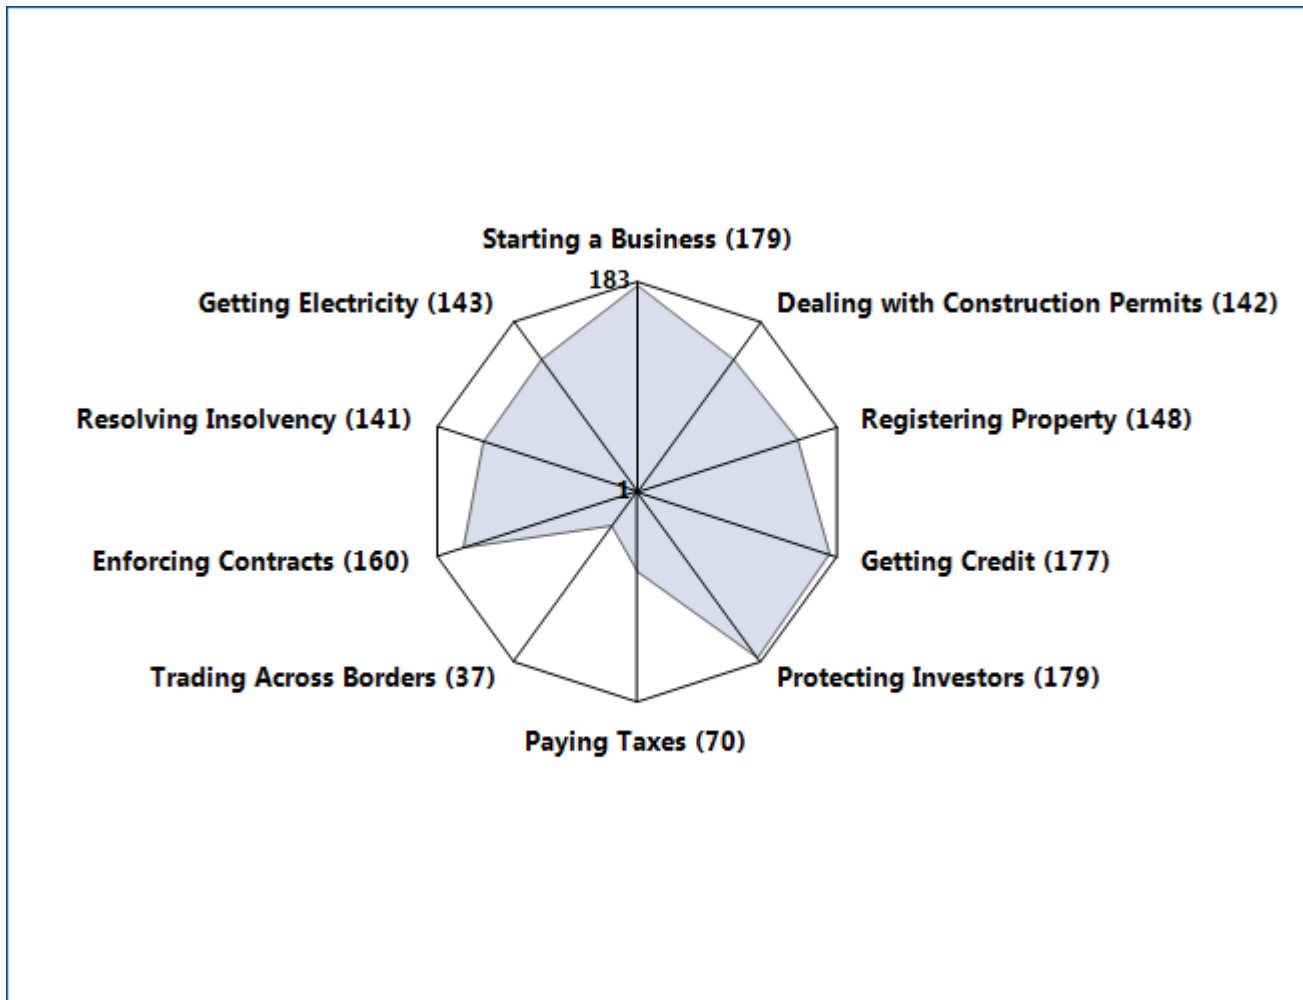 Starting a Business (179)
183
Getting Electricity (143)
Dealing with Construction Permits (142)
Resolving Insolvency (141)
Registering Property (148)
1
Enforcing Contracts (160)
Getting Credit (177)
Trading Across Borders (37)
Protecting Investors (179)
Paying Taxes (70)